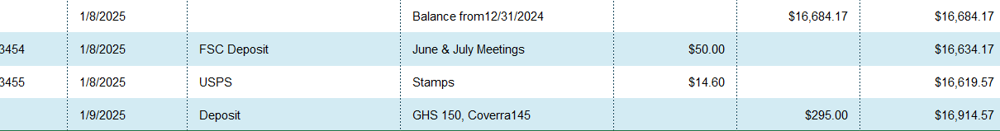 1/8/2025 Balance from12/31/2024 $16,684.17 $16,684.17
3454 1/8/2025 FSC Deposit June & July Meetings $50.00 $16,634.17
3455 1/8/2025 USPS Stamps $14.60 $16,619.57
1/9/2025 Deposit GHS 150, Coverra145 $295.00 $16,914.57